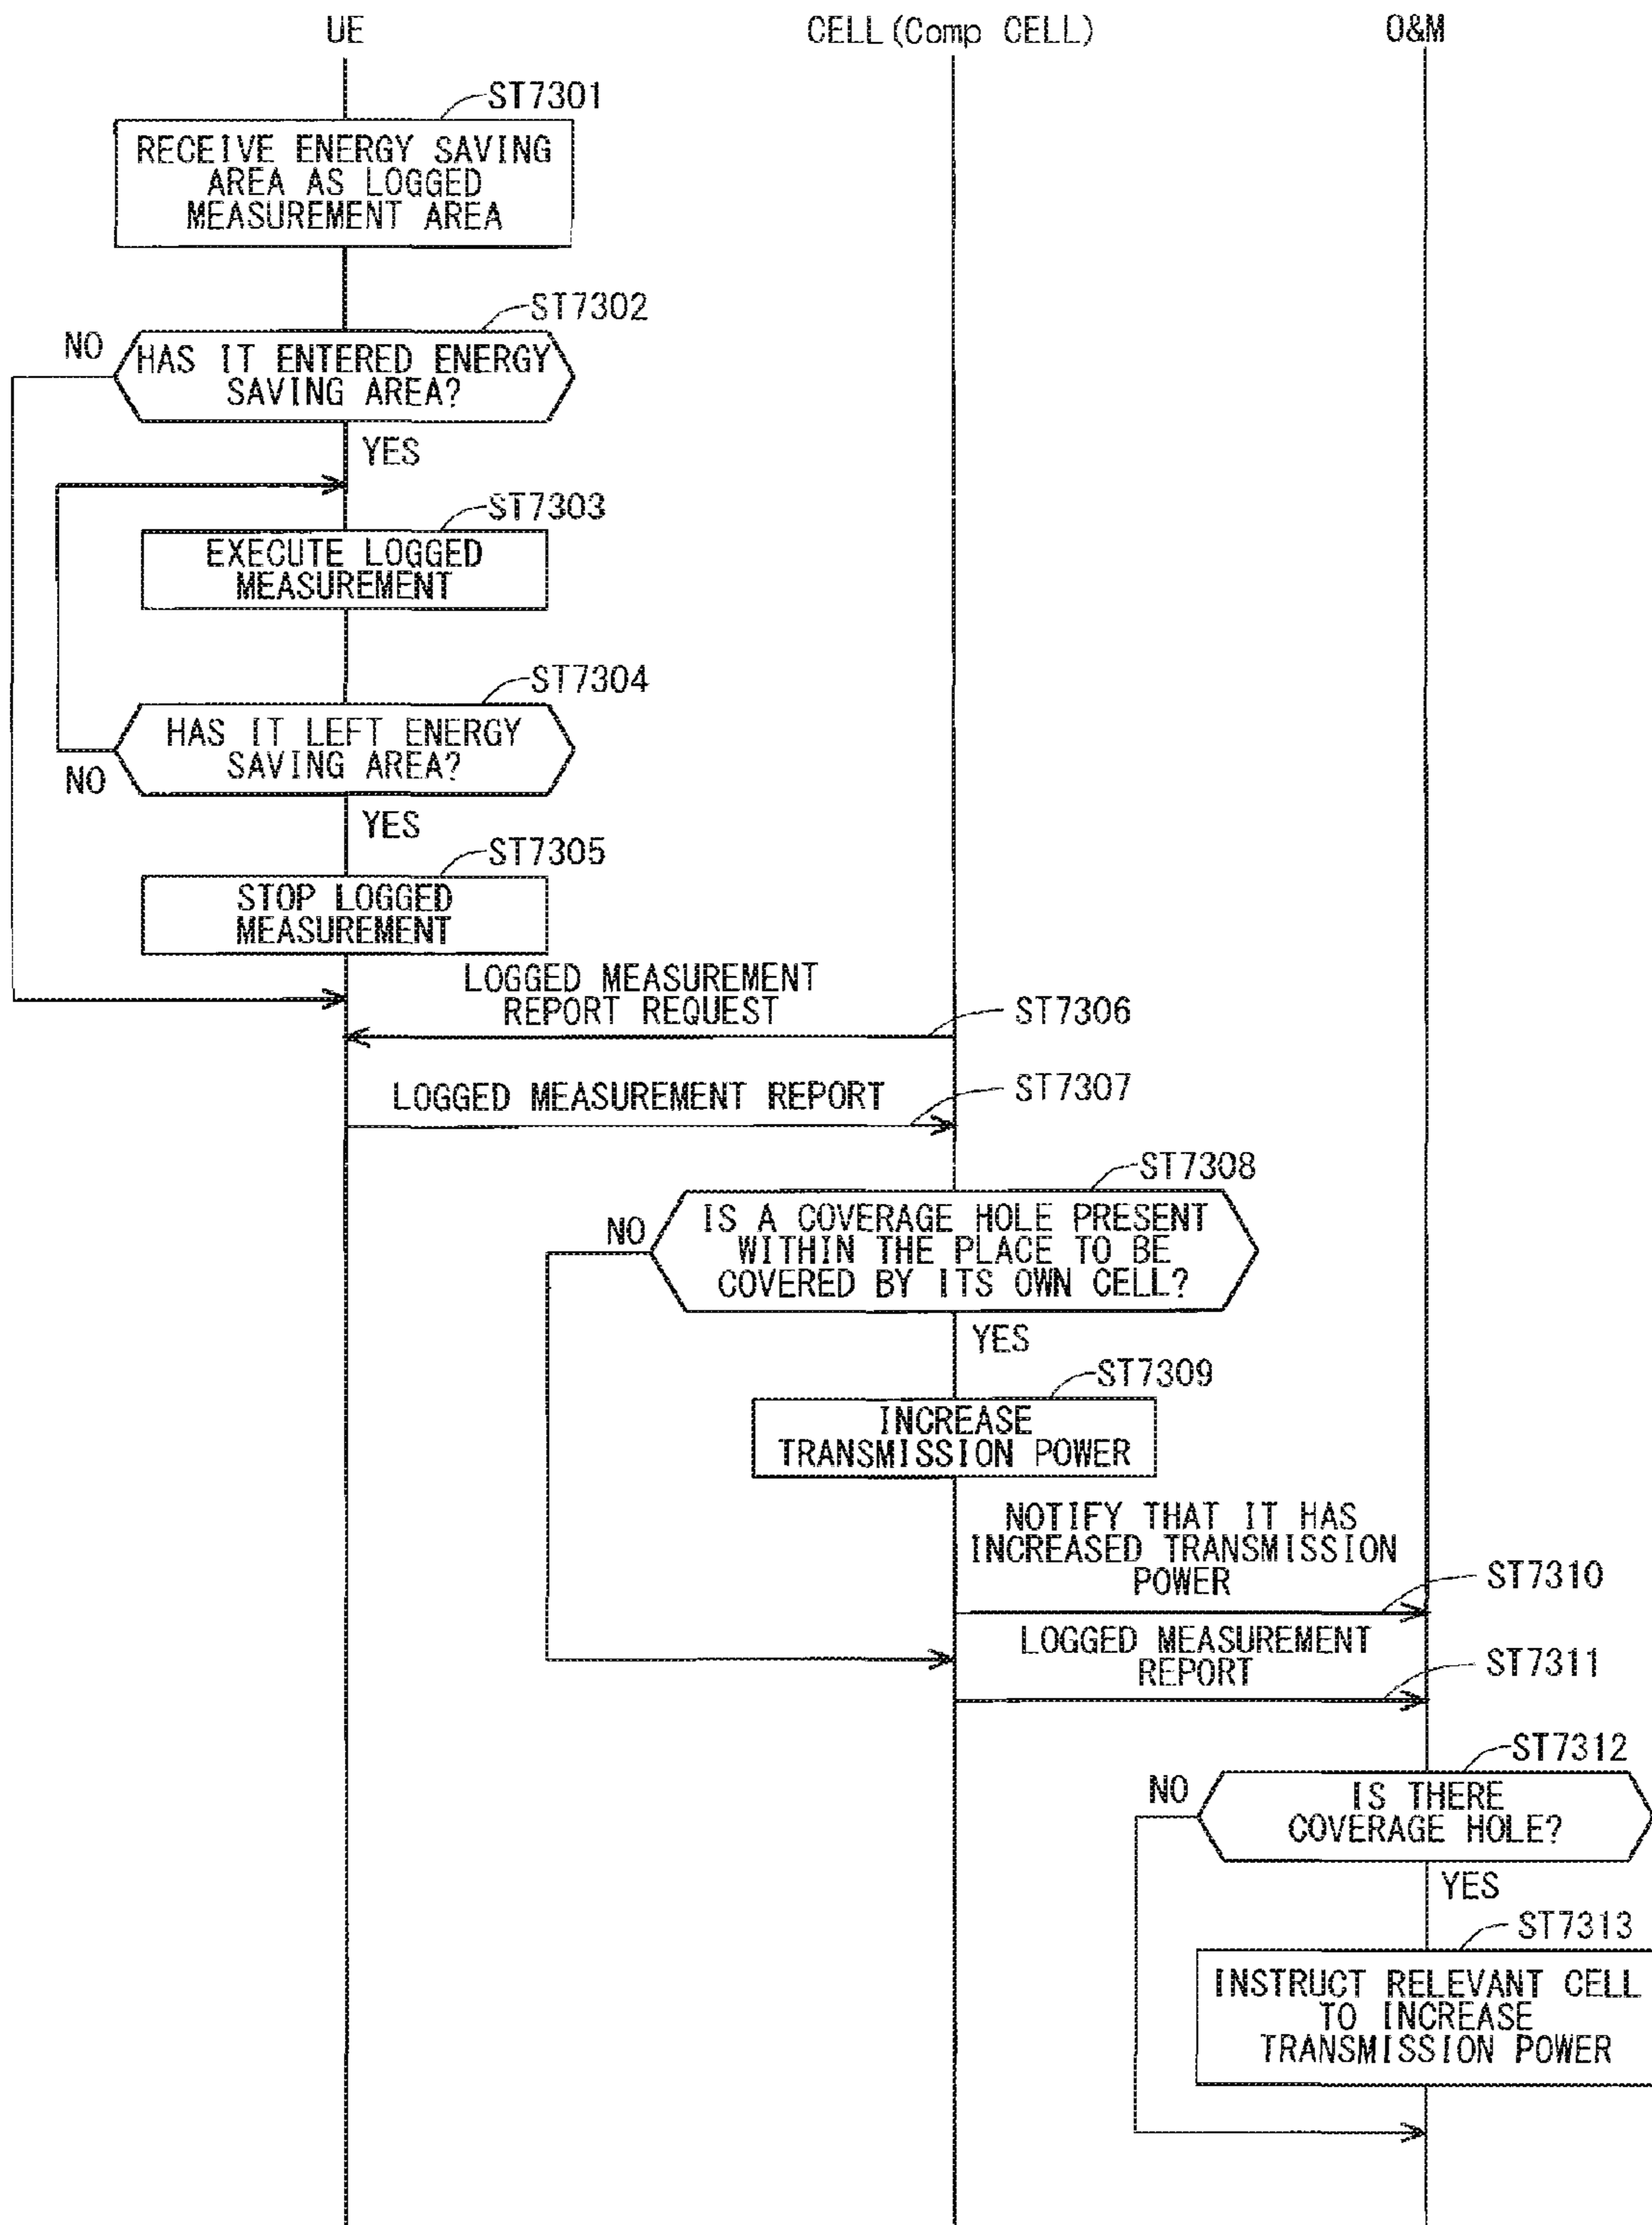 UE
CELL(Comp CELL)
O&M
ST7301
RECEIVE ENERGY SAVING
AREA AS LOGGED
MEASUREMENT AREA
ST7302
NO
HAS IT ENTERED ENERGY
SAVING AREA?
YES
ST7303
EXECUTE LOGGED
MEASUREMENT
ST7304
HAS IT LEFT ENERGY
SAVING AREA?
NO
YES
ST7305
STOP LOGGED
MEASUREMENT
LOGGED MEASUREMENT
REPORT REQUEST
ST7306
LOGGED MEASUREMENT REPORT
ST7307
ST7308
NO
IS A COVERAGE HOLE PRESENT
WITHIN THE PLACE TO BE
COVERED BY ITS OWN CELL?
YES
ST7309
INCREASE
TRANSMISSION POWER
NOTIFY THAT IT HAS
INCREASED TRANSMISSION
POWER
ST7310
LOGGED MEASUREMENT
REPORT
ST7311
ST7312
NO
IS THERE
COVERAGE HOLE?
YES
ST7313
INSTRUCT RELEVANT CELL
TO INCREASE
TRANSMISSION POWER